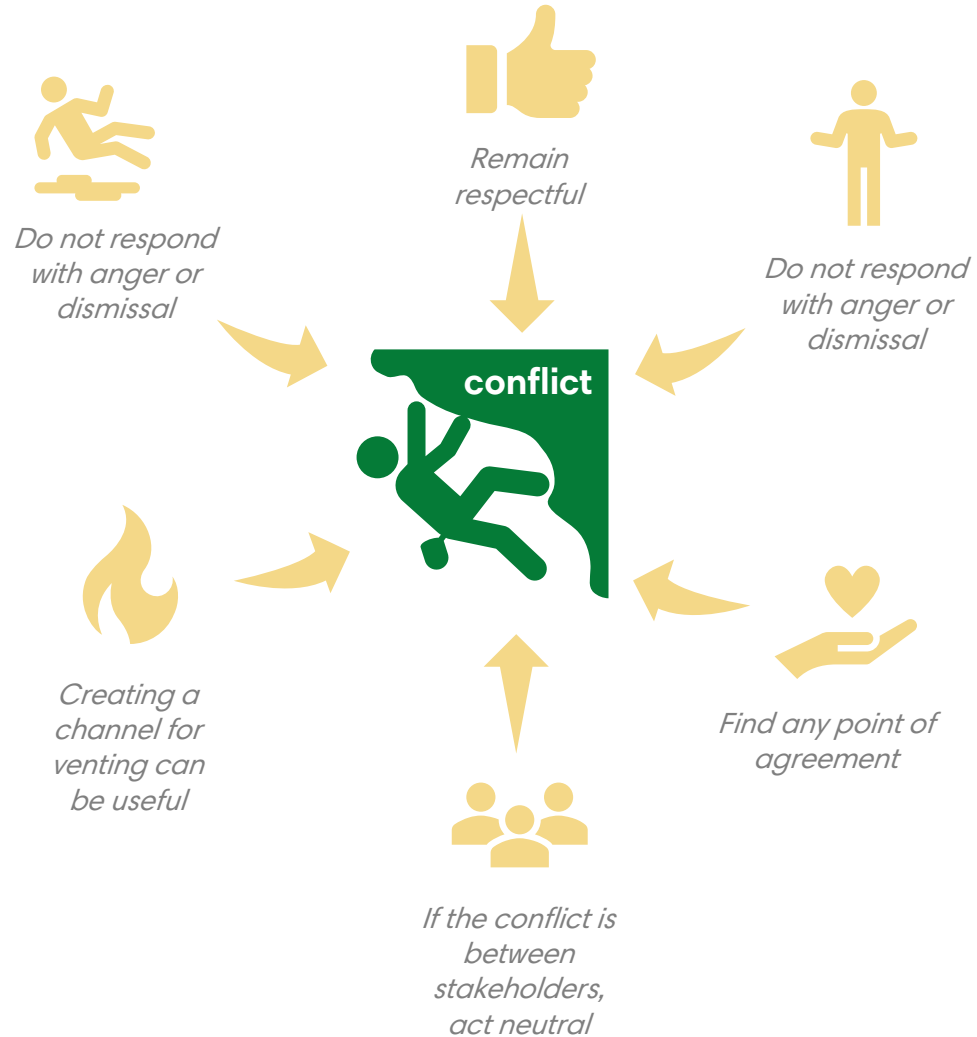 Remain
respectful
Do not respond
with anger or
dismissal
Do not respond
with anger or
dismissal
conflict
Creating a
channel for
venting can
be useful
Find any point of
agreement
If the conflict is
between
stakeholders,
act neutral